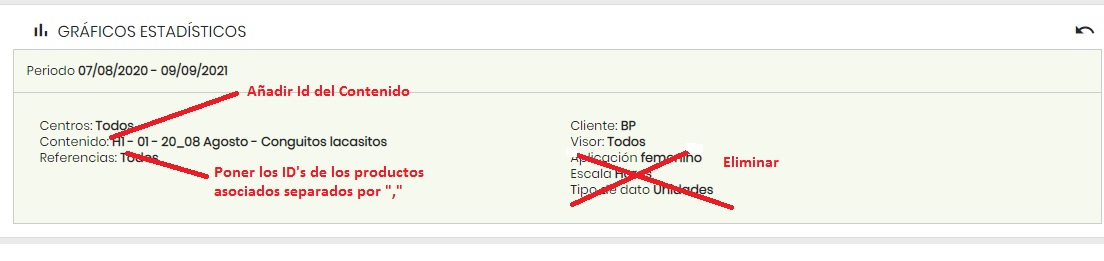 GRÁFICOS ESTADÍSTICOS
Periodo 07/08/2020 - 09/09/2021
Añadir Id del Contenido
Centros: Todos
Contenido: H1 - 01 - 20_08 Agosto - Conguitos lacasitos
Referencias: Todos
Poner los ID's de los productos
asociados separados por ","
Cliente: BP
Visor: Todos
Aplicación femenino
Escala Horas
Tipo de dato Unidades
Eliminar